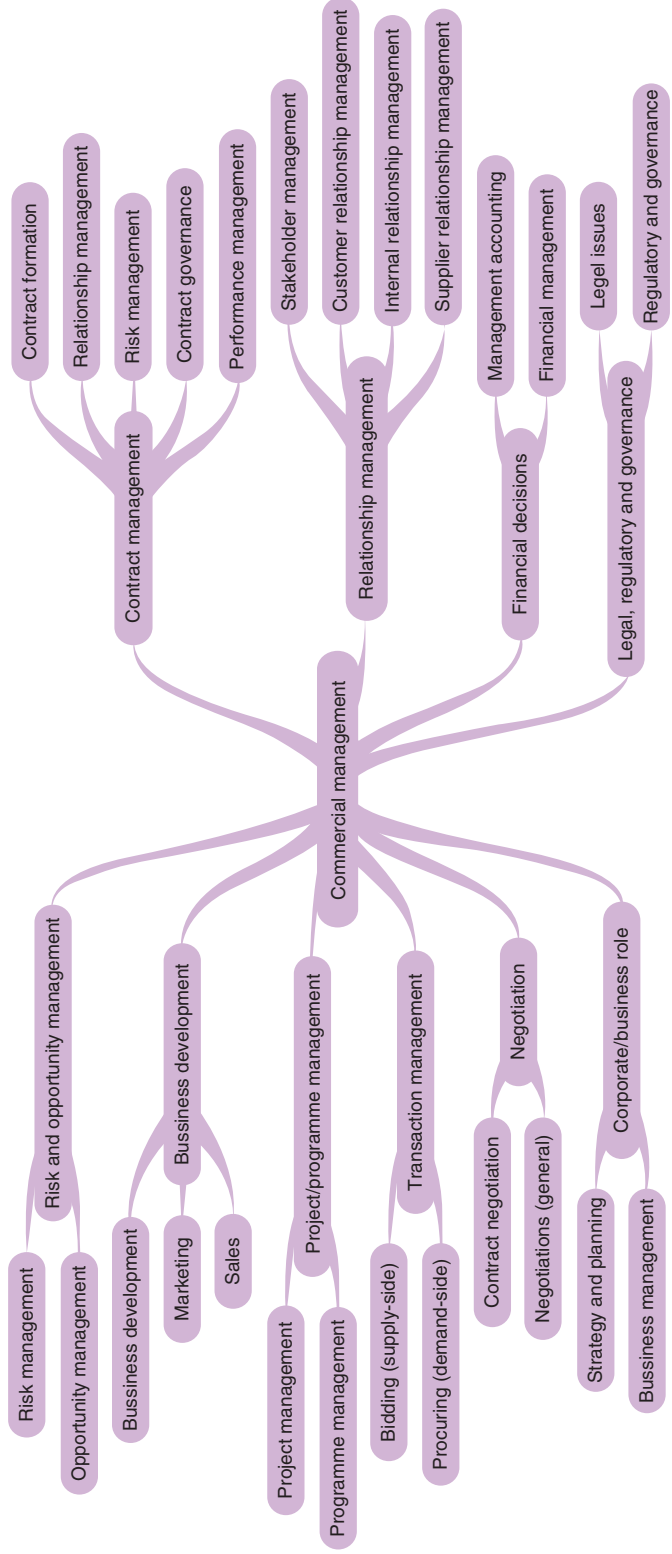 Commercial management
Risk and opportunity management
Risk management
Opportunity management
Bussiness development
Bussiness development
Marketing
Sales
Project/programme management
Project management
Programme management
Transaction management
Bidding (supply-side)
Procuring (demand-side)
Negotiation
Contract negotiation
Negotiations (general)
Corporate/business role
Strategy and planning
Bussiness management
Contract management
Contract formation
Relationship management
Risk management
Contract governance
Performance management
Relationship management
Stakeholder management
Customer relationship management
Internal relationship management
Supplier relationship management
Financial decisions
Management accounting
Financial management
Legal, regulatory and governance
Legel issues
Regulatory and governance